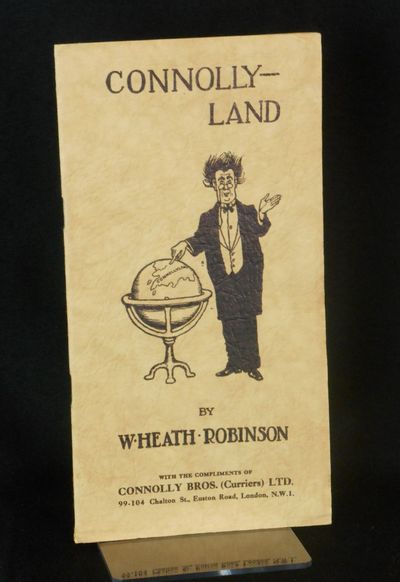 CONNOLLY—
LAND
CONNOLLYLAND
BY
W·HEATH·ROBINSON
WITH THE COMPLIMENTS OF
CONNOLLY BROS. (Curriers) LTD.
99-104 Chalton St., Euston Road, London, N.W.1.